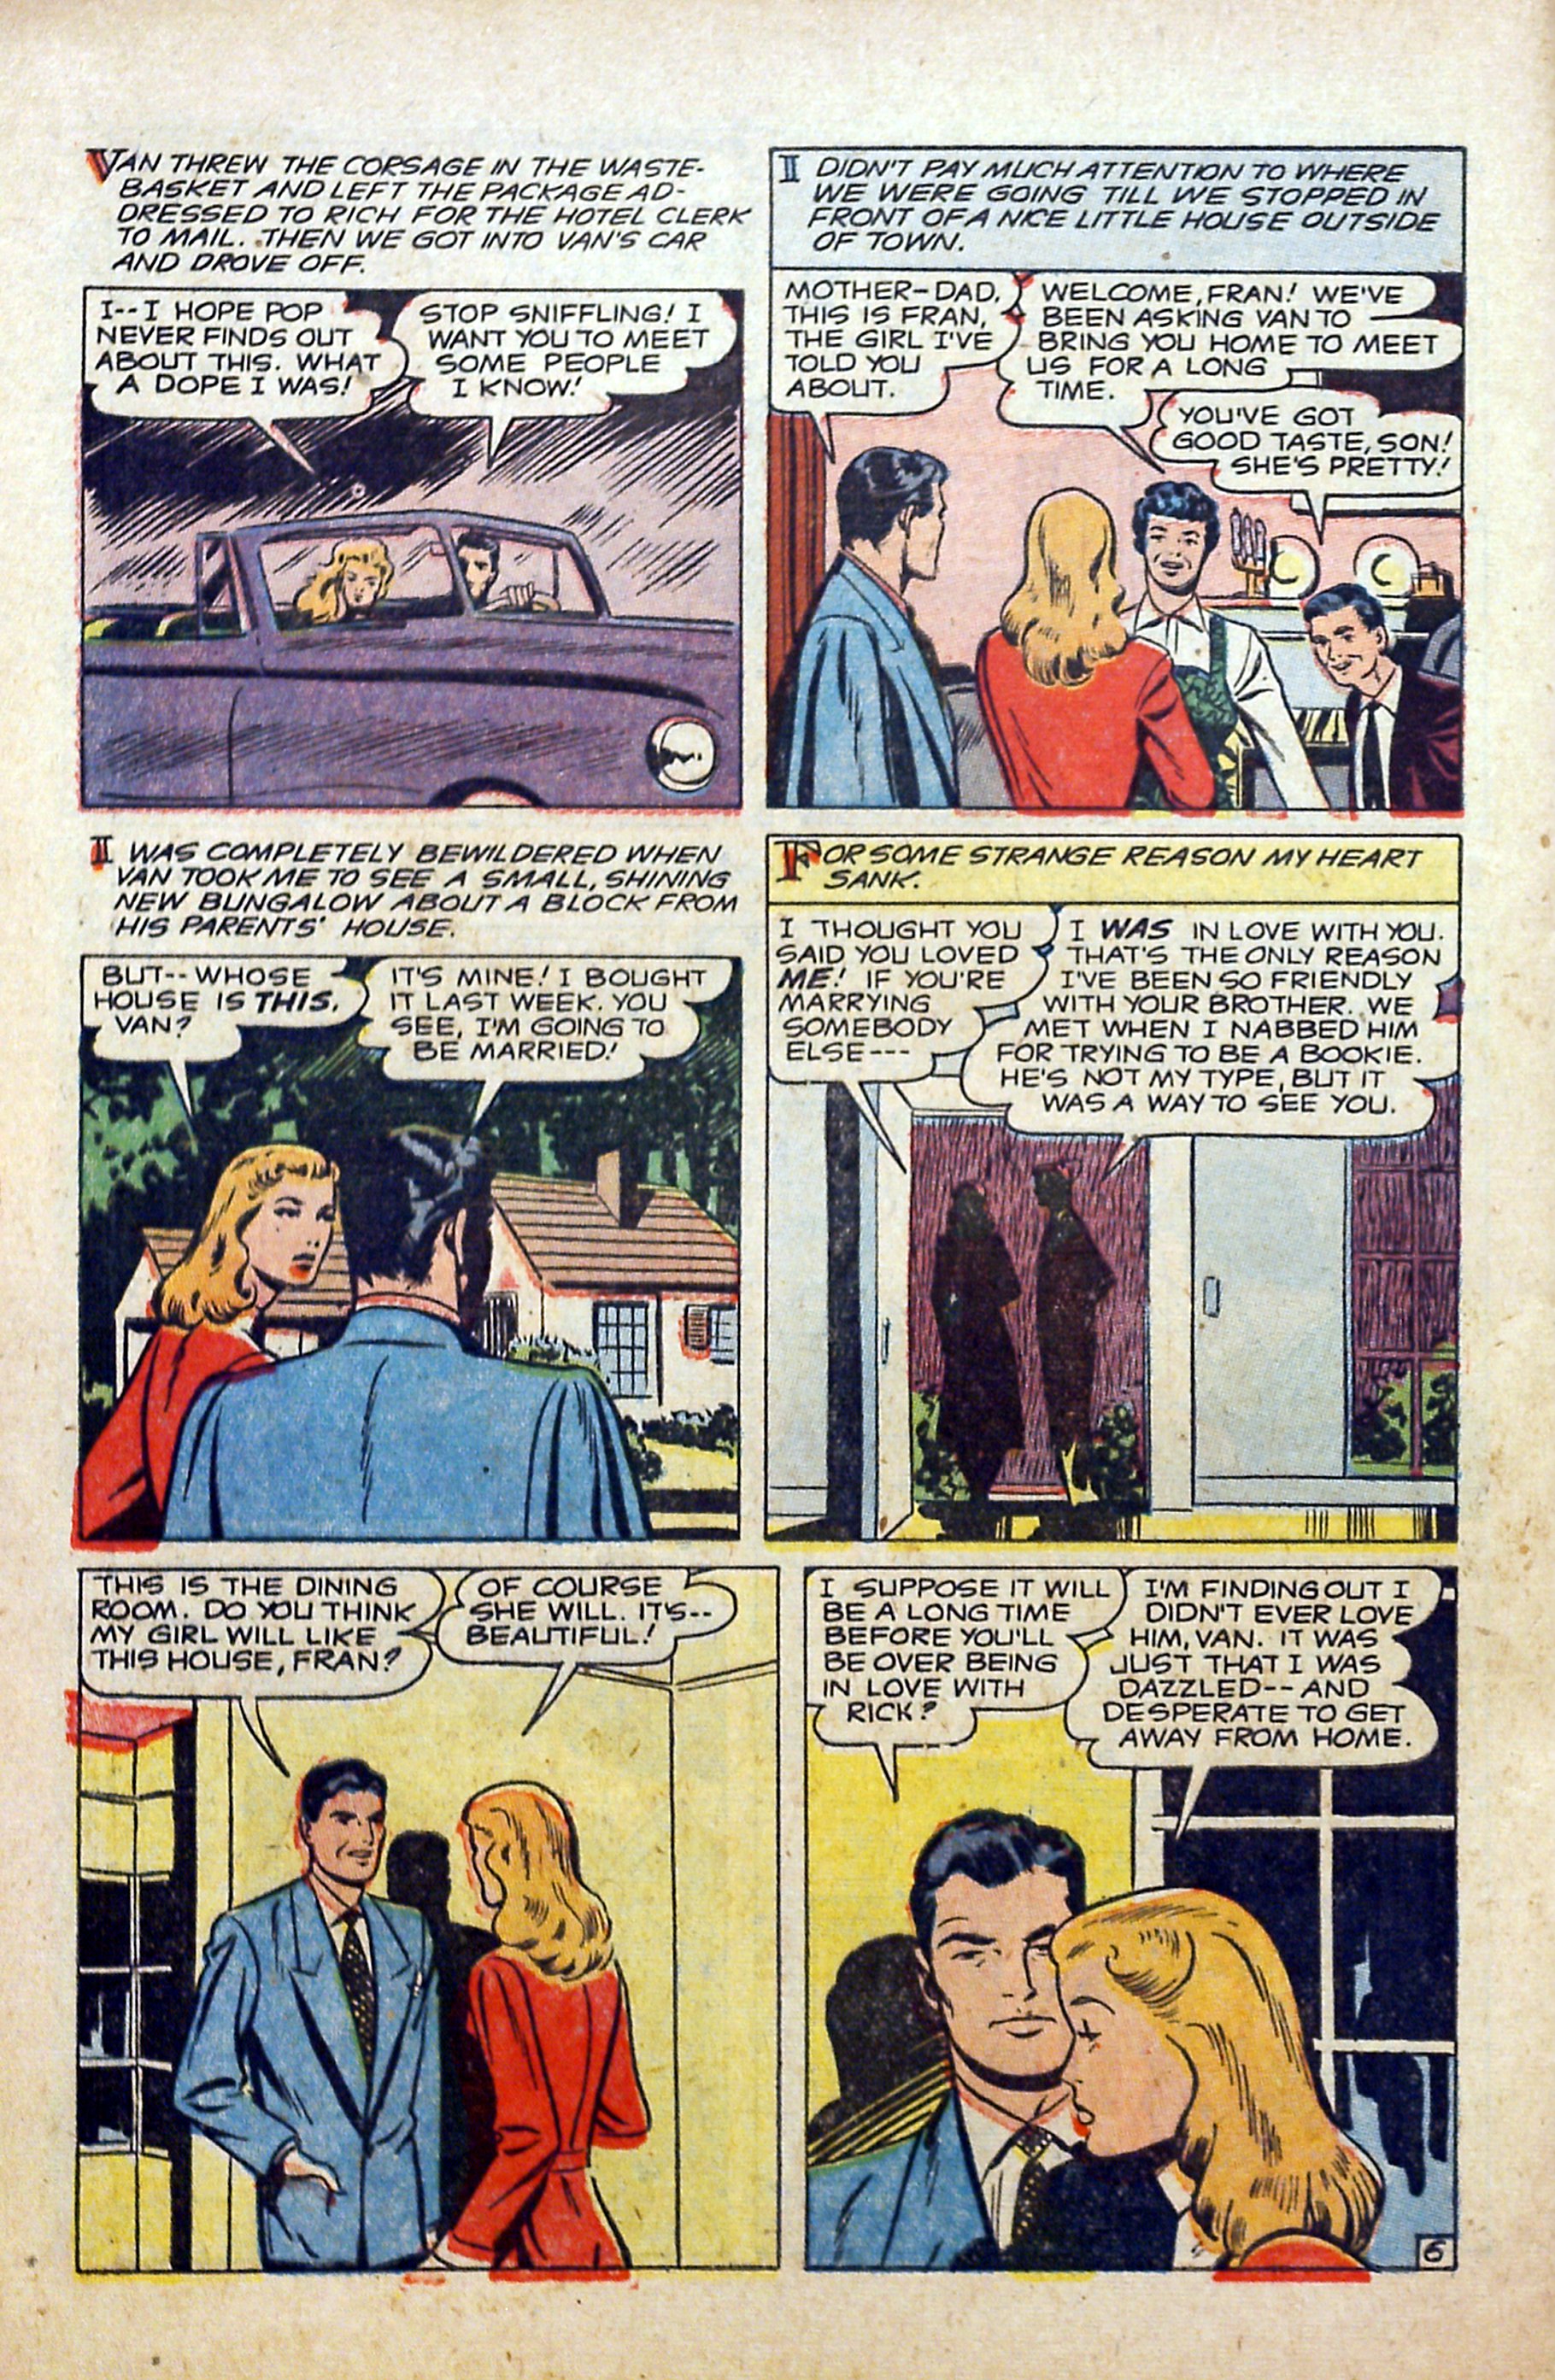 VAN THREW THE CORSAGE IN THE WASTE-
BASKET AND LEFT THE PACKAGE AD-
DRESSED TO RICH FOR THE HOTEL CLERK
TO MAIL. THEN WE GOT INTO VAN'S CAR
AND DROVE OFF.
I--I HOPE POP
NEVER FINDS OUT
ABOUT THIS. WHAT
A DOPE I WAS!
STOP SNIFFLING! I
WANT YOU TO MEET
SOME PEOPLE
I KNOW!
I DIDN'T PAY MUCH ATTENTION TO WHERE
WE WERE GOING TILL WE STOPPED IN
FRONT OF A NICE LITTLE HOUSE OUTSIDE
OF TOWN.
MOTHER-DAD,
THIS IS FRAN,
THE GIRL I'VE
TOLD YOU
ABOUT.
WELCOME, FRAN! WE'VE
BEEN ASKING VAN TO
BRING YOU HOME TO MEET
US FOR A LONG
TIME.
YOU'VE GOT
GOOD TASTE, SON!
SHE'S PRETTY!
I WAS COMPLETELY BEWILDERED WHEN
VAN TOOK ME TO SEE A SMALL, SHINING
NEW BUNGALOW ABOUT A BLOCK FROM
HIS PARENTS' HOUSE.
BUT--WHOSE
HOUSE IS THIS,
VAN?
IT'S MINE! I BOUGHT
IT LAST WEEK. YOU
SEE, I'M GOING TO
BE MARRIED!
FOR SOME STRANGE REASON MY HEART
SANK.
I THOUGHT YOU
SAID YOU LOVED
ME! IF YOU'RE
MARRYING
SOMEBODY
ELSE---
I WAS IN LOVE WITH YOU.
THAT'S THE ONLY REASON
I'VE BEEN SO FRIENDLY
WITH YOUR BROTHER. WE
MET WHEN I NABBED HIM
FOR TRYING TO BE A BOOKIE.
HE'S NOT MY TYPE, BUT IT
WAS A WAY TO SEE YOU.
THIS IS THE DINING
ROOM. DO YOU THINK
MY GIRL WILL LIKE
THIS HOUSE, FRAN?
OF COURSE
SHE WILL. IT'S--
BEAUTIFUL!
I SUPPOSE IT WILL
BE A LONG TIME
BEFORE YOU'LL
BE OVER BEING
IN LOVE WITH
RICK?
I'M FINDING OUT I
DIDN'T EVER LOVE
HIM, VAN. IT WAS
JUST THAT I WAS
DAZZLED--AND
DESPERATE TO GET
AWAY FROM HOME.
6